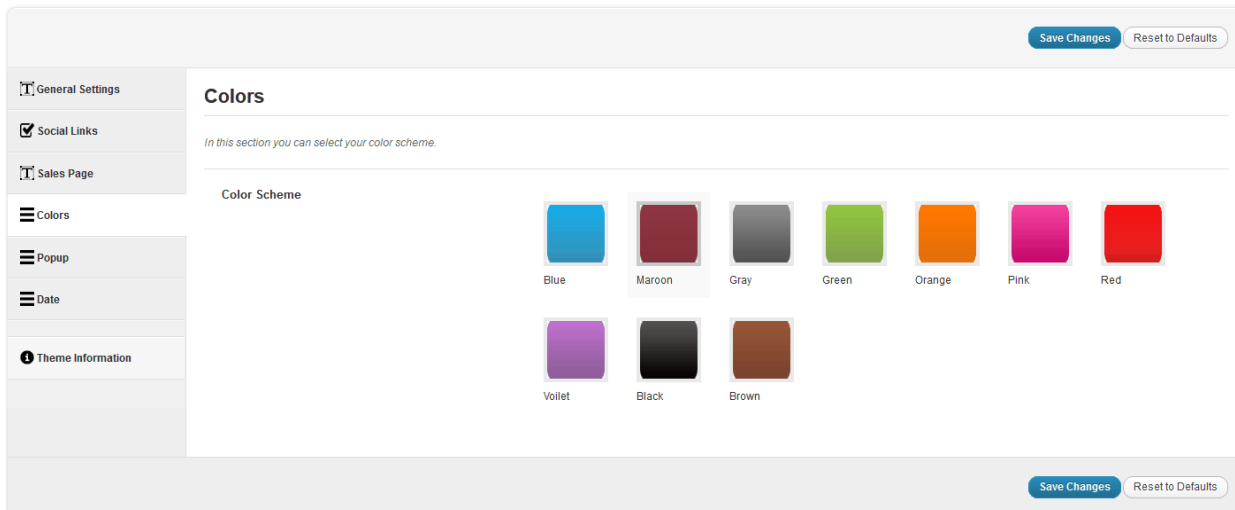 Save Changes Reset to Defaults
General Settings
Social Links
Sales Page
Colors
Popup
Date
Theme Information
Colors
In this section you can select your color scheme.
Color Scheme
Blue Maroon Gray Green Orange Pink Red
Voilet Black Brown
Save Changes Reset to Defaults